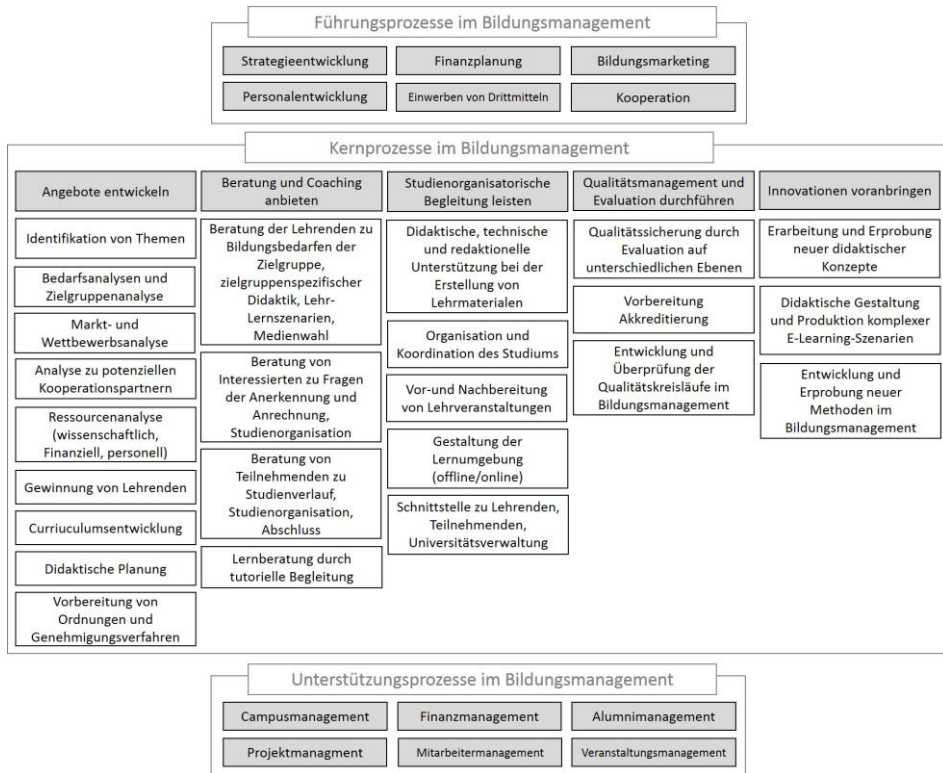 Führungsprozesse im Bildungsmanagement
Strategieentwicklung
Finanzplanung
Bildungsmarketing
Personalentwicklung
Einwerben von Drittmitteln
Kooperation
Kernprozesse im Bildungsmanagement
Angebote entwickeln
Identifikation von Themen
Bedarfsanalysen und
Zielgruppenanalyse
Markt- und
Wettbewerbsanalyse
Analyse zu potenziellen
Kooperationspartnern
Ressourcenanalyse
(wissenschaftlich,
Finanziell, personell)
Gewinnung von Lehrenden
Curriuculumsentwicklung
Didaktische Planung
Vorbereitung von
Ordnungen und
Genehmigungsverfahren
Beratung und Coaching
anbieten
Beratung der Lehrenden zu
Bildungsbedarfen der
Zielgruppe,
zielgruppenspezifischer
Didaktik, Lehr-
Lernszenarien,
Medienwahl
Beratung von
Interessierten zu Fragen
der Anerkennung und
Anrechnung,
Studienorganisation
Beratung von
Teilnehmenden zu
Studienverlauf,
Studienorganisation,
Abschluss
Lernberatung durch
tutorielle Begleitung
Studienorganisatorische
Begleitung leisten
Didaktische, technische
und redaktionelle
Unterstützung bei der
Erstellung von
Lehrmaterialen
Organisation und
Koordination des Studiums
Vor-und Nachbereitung
von Lehrveranstaltungen
Gestaltung der
Lernumgebung
(offline/online)
Schnittstelle zu Lehrenden,
Teilnehmenden,
Universitätsverwaltung
Qualitätsmanagement und
Evaluation durchführen
Qualitätssicherung durch
Evaluation auf
unterschiedlichen Ebenen
Vorbereitung
Akkreditierung
Entwicklung und
Überprüfung der
Qualitätskreisläufe im
Bildungsmanagement
Innovationen voranbringen
Erarbeitung und Erprobung
neuer didaktischer
Konzepte
Didaktische Gestaltung
und Produktion komplexer
E-Learning-Szenarien
Entwicklung und
Erprobung neuer
Methoden im
Bildungsmanagement
Unterstützungsprozesse im Bildungsmanagement
Campusmanagement
Finanzmanagement
Alumnimanagement
Projektmanagment
Mitarbeitermanagement
Veranstaltungsmanagement